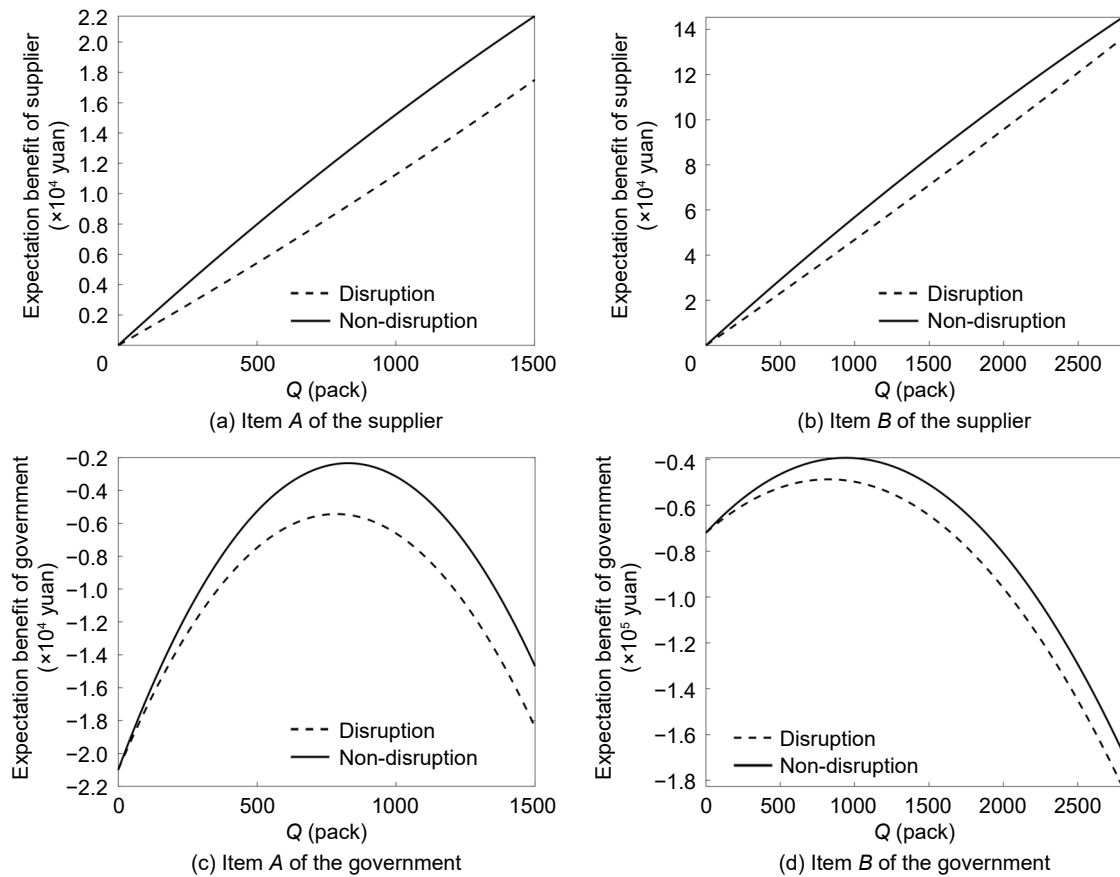 Expectation benefit of supplier
(×10⁴ yuan)
2.2
2.0
1.8
1.6
1.4
1.2
1.0
0.8
0.6
0.4
0.2
Disruption
Non-disruption
0 500 1000 1500
Q (pack)
(a) Item A of the supplier
Expectation benefit of supplier
(×10⁴ yuan)
14
12
10
8
6
4
2
Disruption
Non-disruption
0 500 1000 1500 2000 2500
Q (pack)
(b) Item B of the supplier
Expectation benefit of government
(×10⁴ yuan)
−0.2
−0.4
−0.6
−0.8
−1.0
−1.2
−1.4
−1.6
−1.8
−2.0
−2.2
Disruption
Non-disruption
0 500 1000 1500
Q (pack)
(c) Item A of the government
Expectation benefit of government
(×10⁵ yuan)
−0.4
−0.6
−0.8
−1.0
−1.2
−1.4
−1.6
−1.8
Disruption
Non-disruption
0 500 1000 1500 2000 2500
Q (pack)
(d) Item B of the government